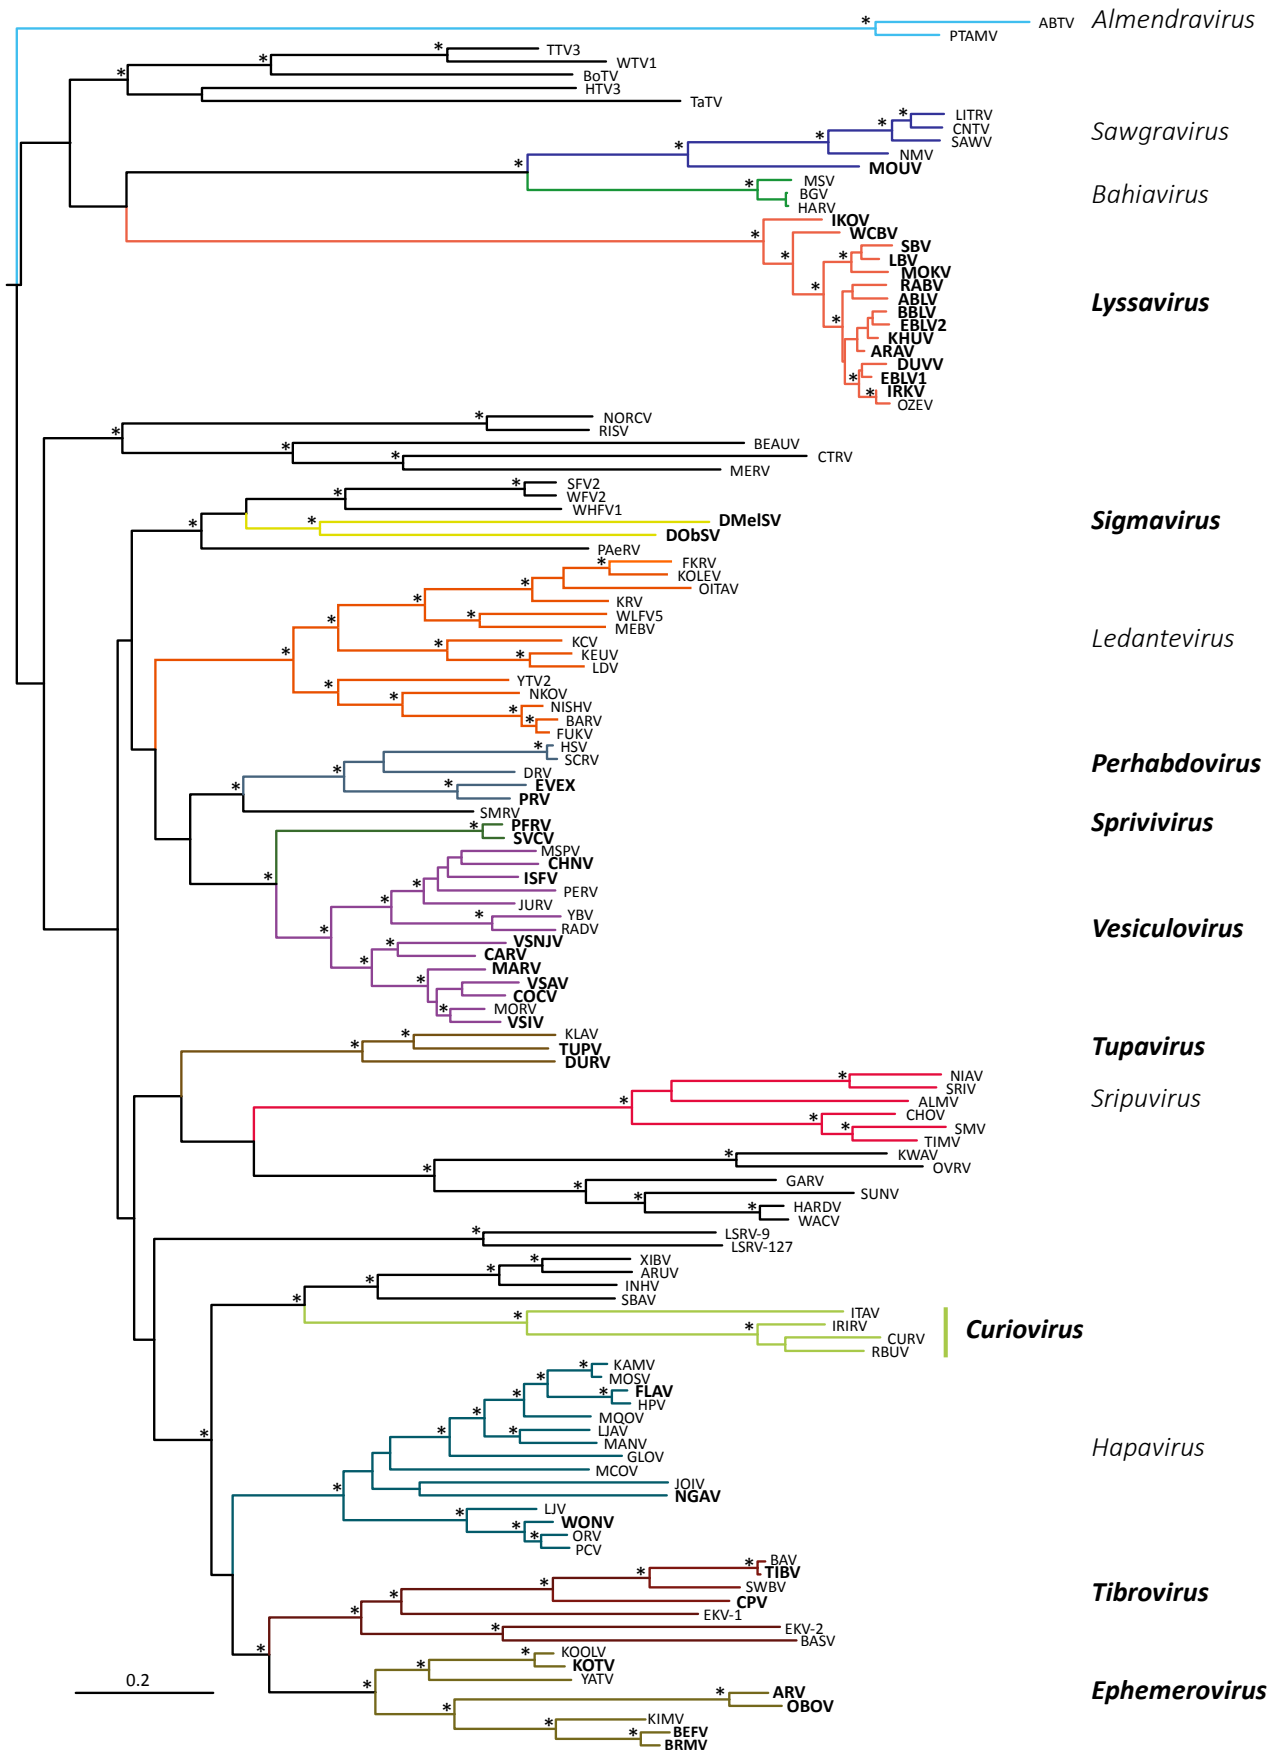 * ABTV Almendravirus
PTAMV
* TTV3
* WTV1
* BoTV
HTV3
TaTV
* LITRV
* CNTV
* SAWV Sawgravirus
* NMV
* MOUV
* MSV
BGV Bahiavirus
HARV
* IKOV
* WCBV
* SBV
LBV
MOKV
* RABV
ABLV Lyssavirus
* BBLV
EBLV2
KHUV
ARAV
DUVV
* EBLV1
* IRKV
OZEV
* NORCV
* RISV
BEAUV
* * CTRV
MERV
* SFV2
* WFV2
WHFV1
* * DMelSV Sigmavirus
DObSV
PAeRV
* FKRV
KOLEV
* OITAV
* KRV
* * WLFV5
MEBV
KCV Ledantevirus
* * KEUV
LDV
* YTV2
* NKOV
NISHV
* * BARV
FUKV
* HSV
SCRV
* DRV Perhabdovirus
* * EVEX
PRV
SMRV
* PFRV Sprivivirus
SVCV
MSPV
CHNV
* * ISFV
* PERV
JURV
* YBV
RADV Vesiculovirus
* * VSNJV
* CARV
MARV
* VSAV
COCV
* MORV
VSIV
* KLAV
* TUPV Tupavirus
DURV
* NIAV
SRIV
* ALMV Sripuvirus
* CHOV
* SMV
TIMV
* KWAV
* OVRV
* GARV
* SUNV
* HARDV
WACV
* LSRV-9
LSRV-127
* XIBV
* * ARUV
INHV
SBAV
* ITAV
* IRIRV Curiovirus
CURV
RBUV
* KAMV
* MOSV
* * FLAV
* HPV
* MQOV
* LJAV
MANV Hapavirus
* GLOV
MCOV
* JOIV
NGAV
* LJV
* WONV
* ORV
PCV
* BAV
* TIBV
* SWBV Tibrovirus
* CPV
* EKV-1
* EKV-2
BASV
* * KOOLV
* KOTV
YATV
0.2 * * ARV Ephemerovirus
* OBOV
* KIMV
* BEFV
BRMV